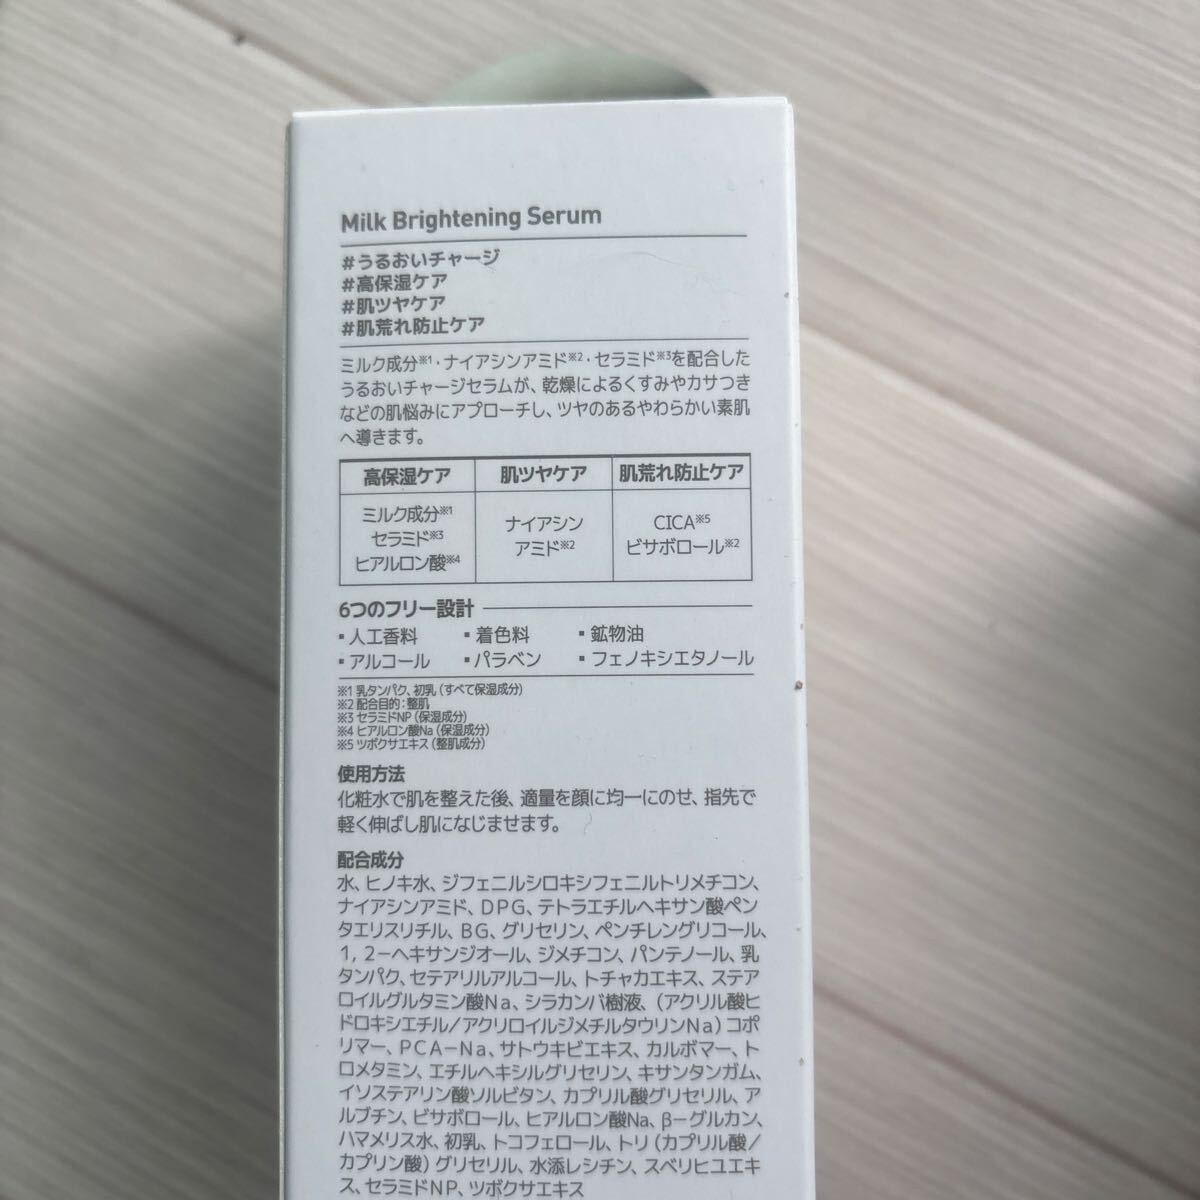 Milk Brightening Serum
#うるおいチャージ
#高保湿ケア
#肌ツヤケア
#肌荒れ防止ケア
ミルク成分※1・ナイアシンアミド※2・セラミド※3を配合した
うるおいチャージセラムが、乾燥によるくすみやカサつき
などの肌悩みにアプローチし、ツヤのあるやわらかい素肌
へ導きます。
高保湿ケア 肌ツヤケア 肌荒れ防止ケア
ミルク成分※1
セラミド※3
ヒアルロン酸※4
ナイアシン
アミド※2
CICA※5
ビサボロール※2
6つのフリー設計
▪人工香料 ▪着色料 ▪鉱物油
▪アルコール ▪パラベン ▪フェノキシエタノール
※1 乳タンパク、初乳（すべて保湿成分）
※2 配合目的：整肌
※3 セラミドNP（保湿成分）
※4 ヒアルロン酸Na（保湿成分）
※5 ツボクサエキス（整肌成分）
使用方法
化粧水で肌を整えた後、適量を顔に均一にのせ、指先で
軽く伸ばし肌になじませます。
配合成分
水、ヒノキ水、ジフェニルシロキシフェニルトリメチコン、
ナイアシンアミド、DPG、テトラエチルヘキサン酸ペン
タエリスリチル、BG、グリセリン、ペンチレングリコール、
1，2－ヘキサンジオール、ジメチコン、パンテノール、乳
タンパク、セテアリルアルコール、トチャカエキス、ステア
ロイルグルタミン酸Na、シラカンバ樹液、（アクリル酸ヒ
ドロキシエチル／アクリロイルジメチルタウリンNa）コポ
リマー、PCA－Na、サトウキビエキス、カルボマー、ト
ロメタミン、エチルヘキシルグリセリン、キサンタンガム、
イソステアリン酸ソルビタン、カプリル酸グリセリル、ア
ルブチン、ビサボロール、ヒアルロン酸Na、β－グルカン、
ハマメリス水、初乳、トコフェロール、トリ（カプリル酸／
カプリン酸）グリセリル、水添レシチン、スベリヒユエキ
ス、セラミドNP、ツボクサエキス